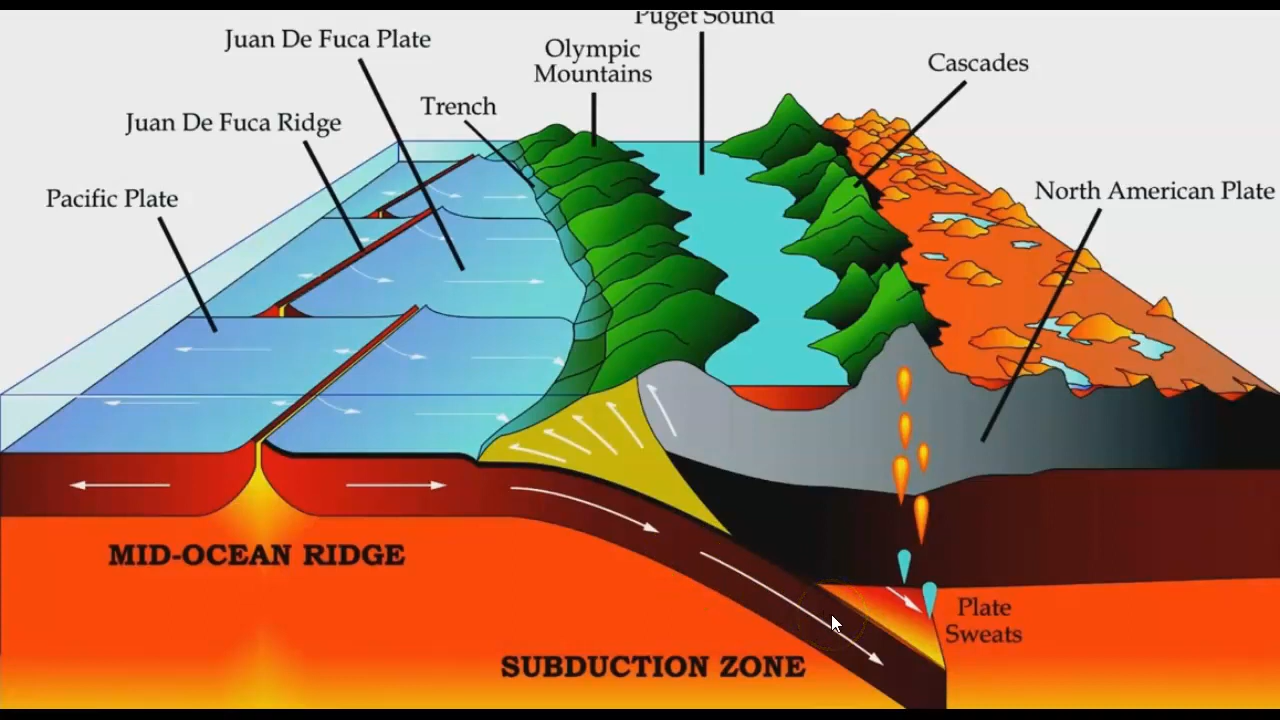 Puget Sound
Juan De Fuca Plate
Olympic
Mountains
Cascades
Trench
Juan De Fuca Ridge
Pacific Plate
North American Plate
MID-OCEAN RIDGE
Plate
Sweats
SUBDUCTION ZONE